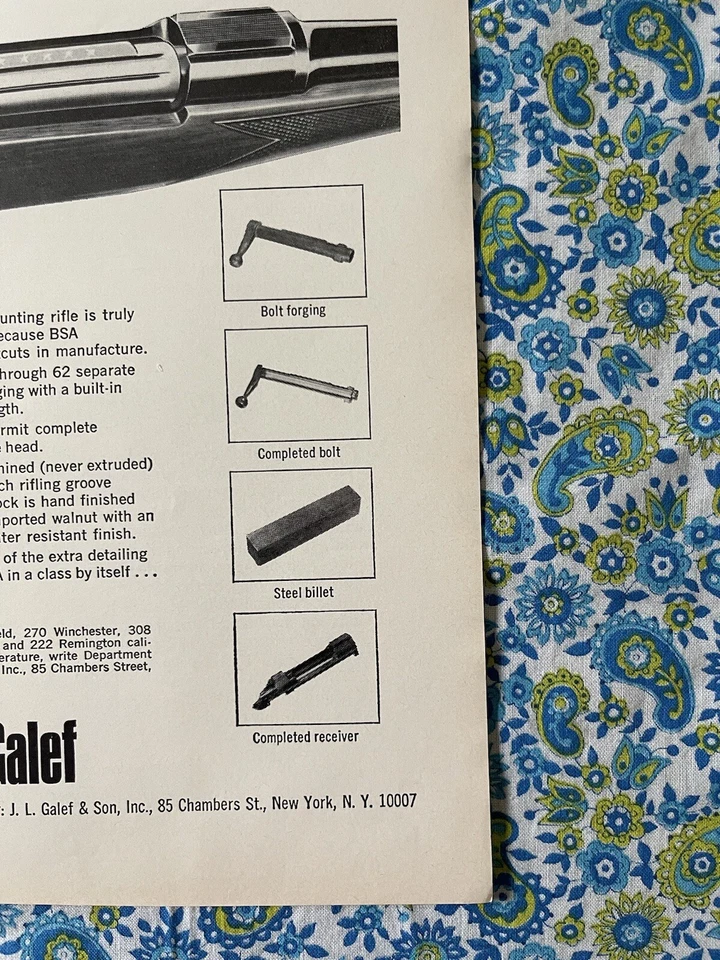 unting rifle is truly
ecause BSA
cuts in manufacture.
hrough 62 separate
ging with a built-in
gth.
rmit complete
head.
ined (never extruded)
ch rifling groove
ock is hand finished
ported walnut with an
ter resistant finish.
of the extra detailing
A in a class by itself . . .
eld, 270 Winchester, 308
and 222 Remington cali-
erature, write Department
Inc., 85 Chambers Street,
Galef
: J. L. Galef & Son, Inc., 85 Chambers St., New York, N. Y. 10007
Bolt forging
Completed bolt
Steel billet
Completed receiver